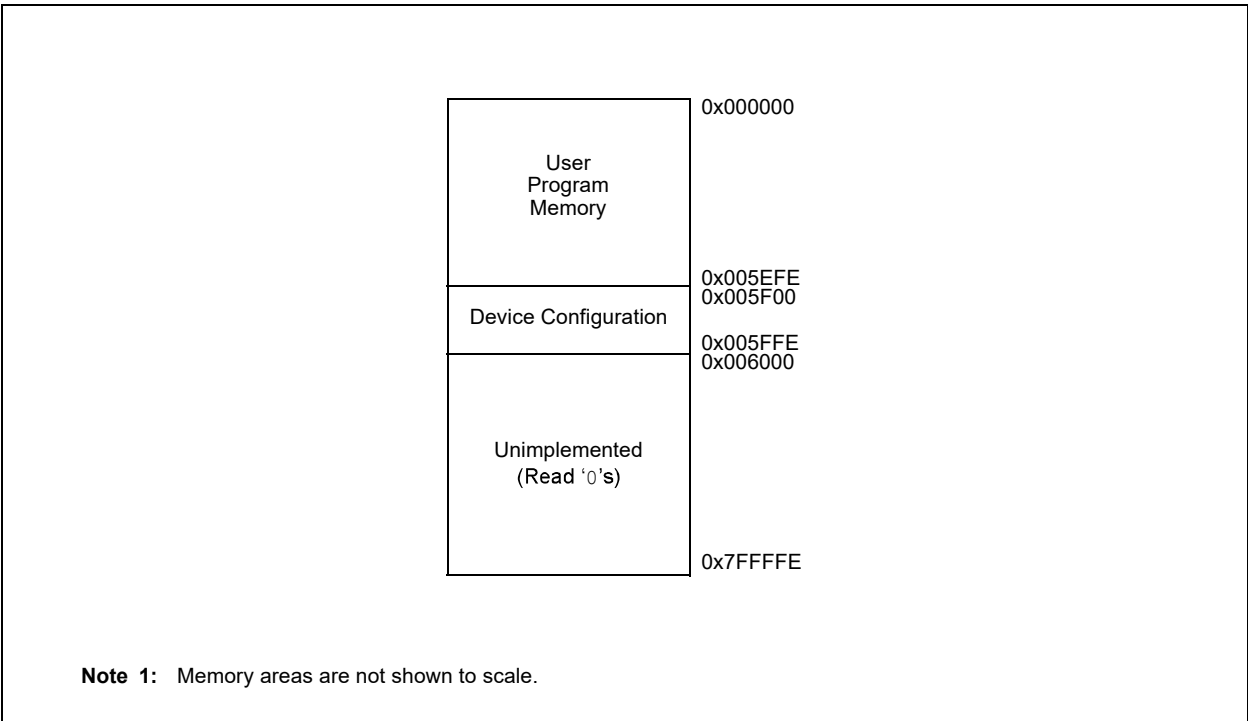 0x000000
User
Program
Memory
0x005EFE
0x005F00
Device Configuration
0x005FFE
0x006000
Unimplemented
(Read ‘0’s)
0x7FFFFE
Note 1: Memory areas are not shown to scale.